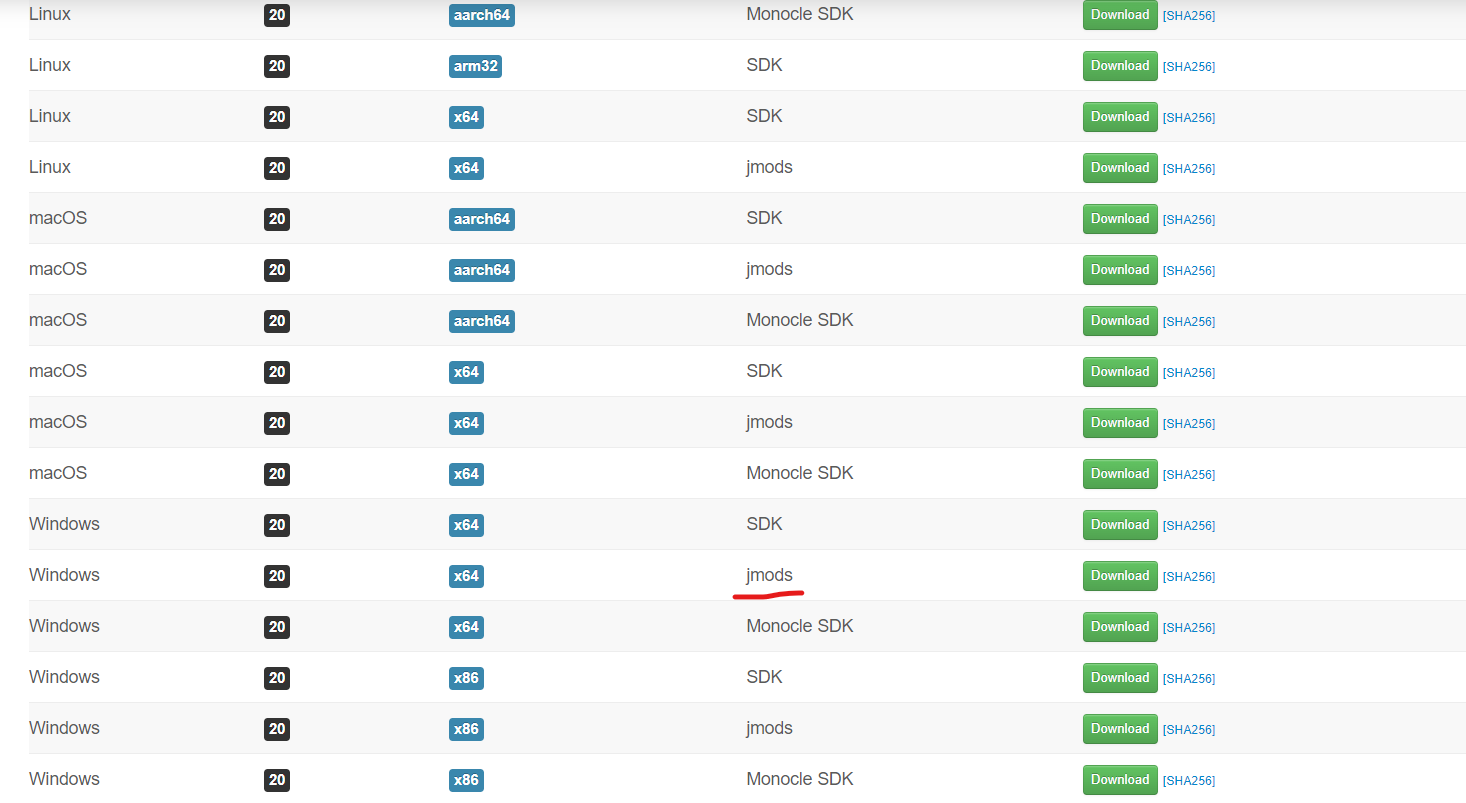 Linux 20 aarch64 Monocle SDK Download [SHA256]
Linux 20 arm32 SDK Download [SHA256]
Linux 20 x64 SDK Download [SHA256]
Linux 20 x64 jmods Download [SHA256]
macOS 20 aarch64 SDK Download [SHA256]
macOS 20 aarch64 jmods Download [SHA256]
macOS 20 aarch64 Monocle SDK Download [SHA256]
macOS 20 x64 SDK Download [SHA256]
macOS 20 x64 jmods Download [SHA256]
macOS 20 x64 Monocle SDK Download [SHA256]
Windows 20 x64 SDK Download [SHA256]
Windows 20 x64 jmods Download [SHA256]
Windows 20 x64 Monocle SDK Download [SHA256]
Windows 20 x86 SDK Download [SHA256]
Windows 20 x86 jmods Download [SHA256]
Windows 20 x86 Monocle SDK Download [SHA256]